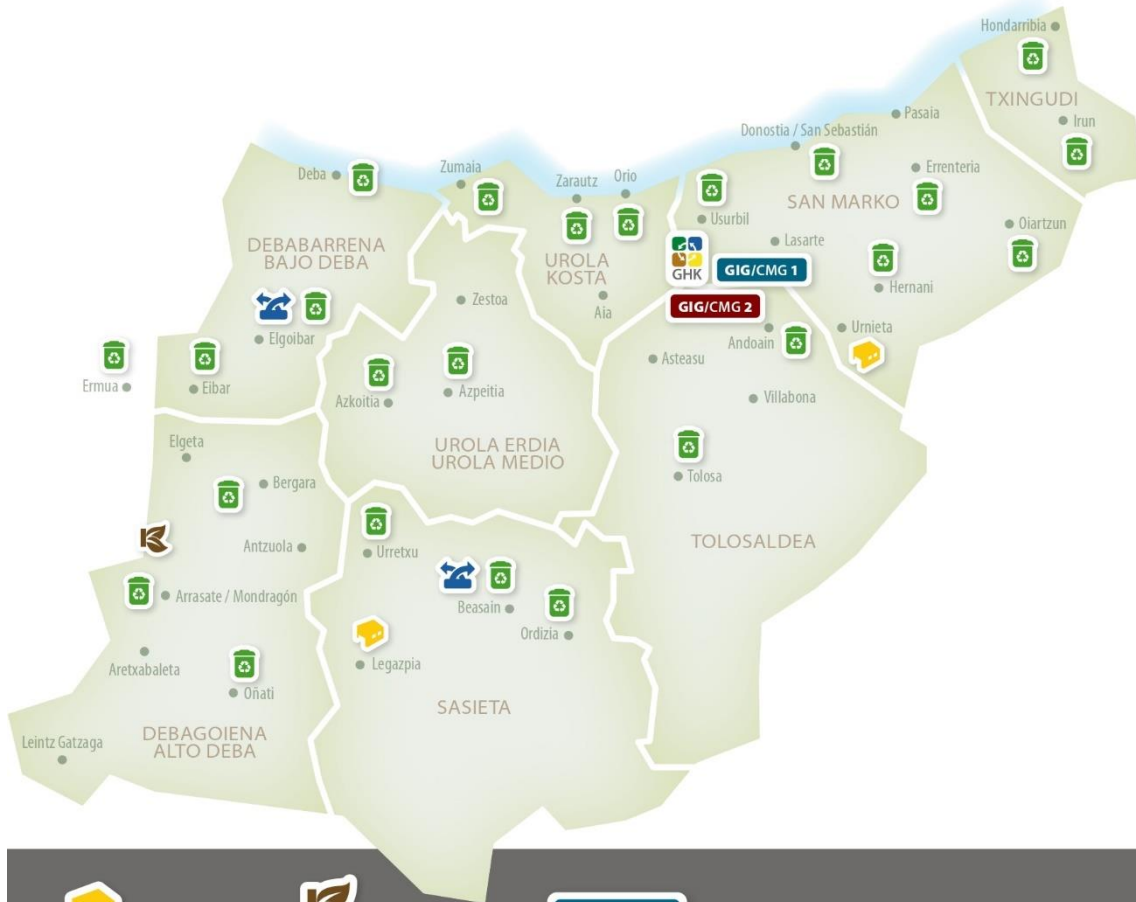 Hondarribia
TXINGUDI
Irun
Pasaia
Donostia / San Sebastián
Errenteria
SAN MARKO
Oiartzun
Usurbil
Lasarte
Hernani
Urnieta
Deba
Zumaia
Zarautz
Orio
DEBABARRENA
BAJO DEBA
UROLA
KOSTA
Aia
GHK
GIG/CMG 1
GIG/CMG 2
Zestoa
Elgoibar
Ermua
Eibar
Azkoitia
Azpeitia
UROLA ERDIA
UROLA MEDIO
Andoain
Asteasu
Villabona
Tolosa
TOLOSALDEA
Elgeta
Bergara
Antzuola
Arrasate / Mondragón
Aretxabaleta
Oñati
DEBAGOIENA
ALTO DEBA
Leintz Gatzaga
Urretxu
Beasain
Ordizia
Legazpia
SASIETA